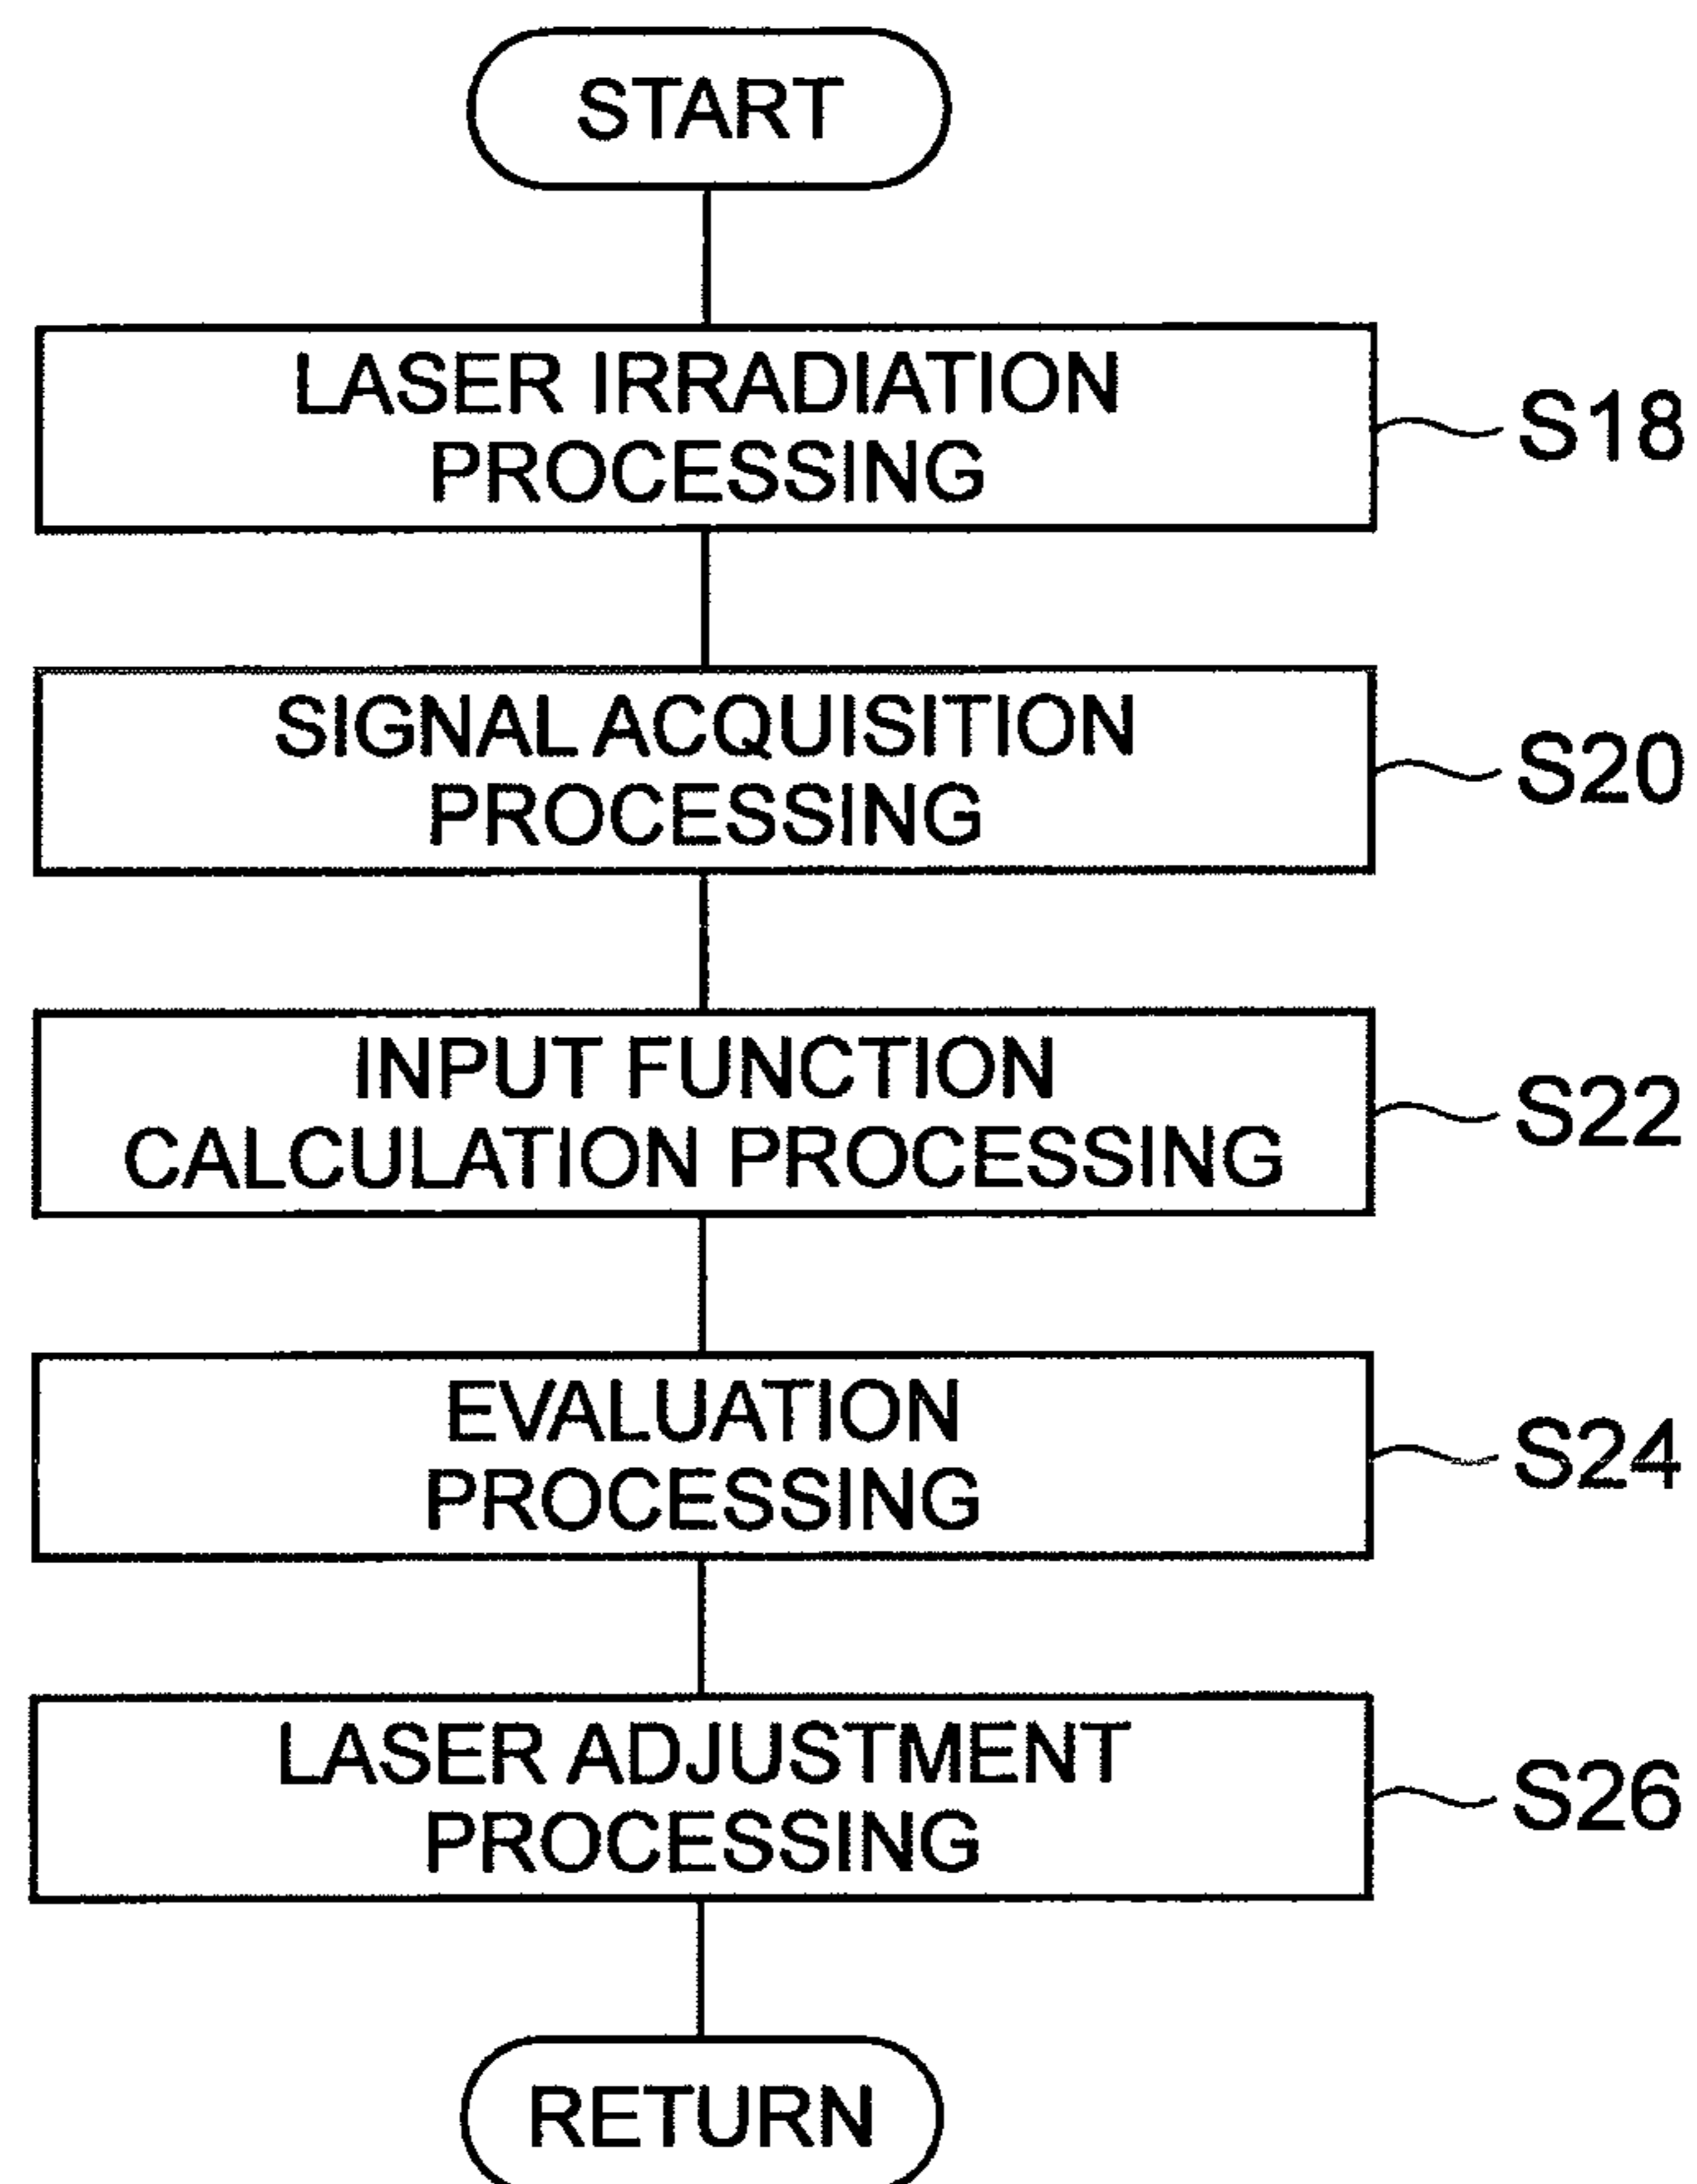 START
LASER IRRADIATION
PROCESSING
S18
SIGNAL ACQUISITION
PROCESSING
S20
INPUT FUNCTION
CALCULATION PROCESSING
S22
EVALUATION
PROCESSING
S24
LASER ADJUSTMENT
PROCESSING
S26
RETURN